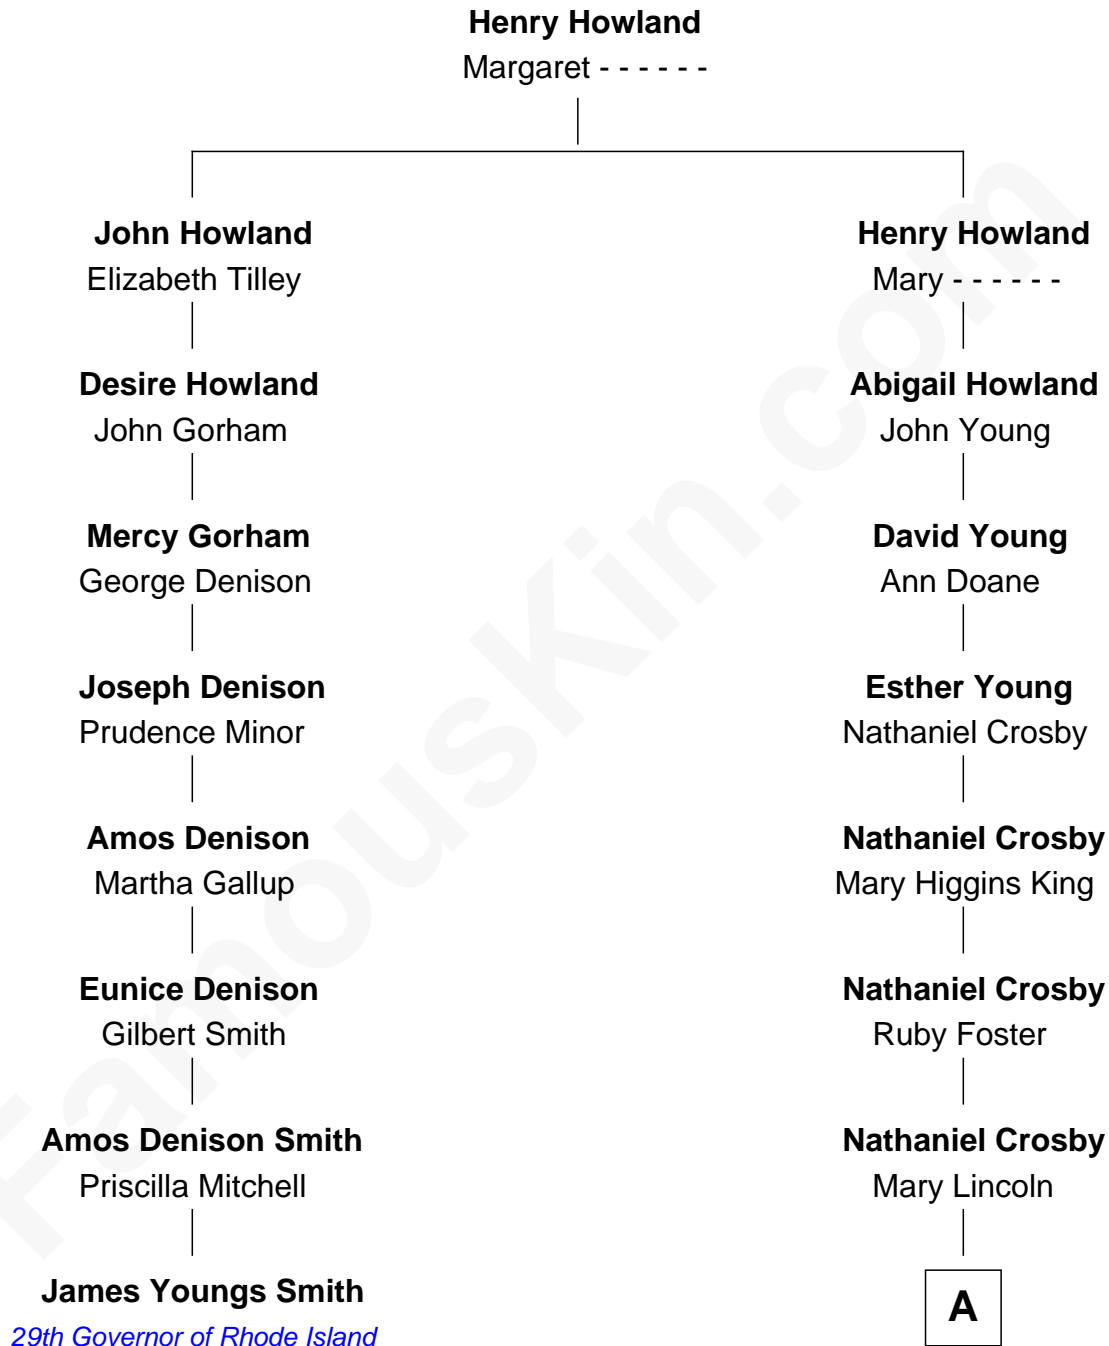 Henry Howland
Margaret - - - - - -
John Howland
Elizabeth Tilley
Henry Howland
Mary - - - - - -
Desire Howland
John Gorham
Abigail Howland
John Young
Mercy Gorham
George Denison
David Young
Ann Doane
Joseph Denison
Prudence Minor
Esther Young
Nathaniel Crosby
Amos Denison
Martha Gallup
Nathaniel Crosby
Mary Higgins King
Eunice Denison
Gilbert Smith
Nathaniel Crosby
Ruby Foster
Amos Denison Smith
Priscilla Mitchell
Nathaniel Crosby
Mary Lincoln
James Youngs Smith
29th Governor of Rhode Island
A
FamousKin.com